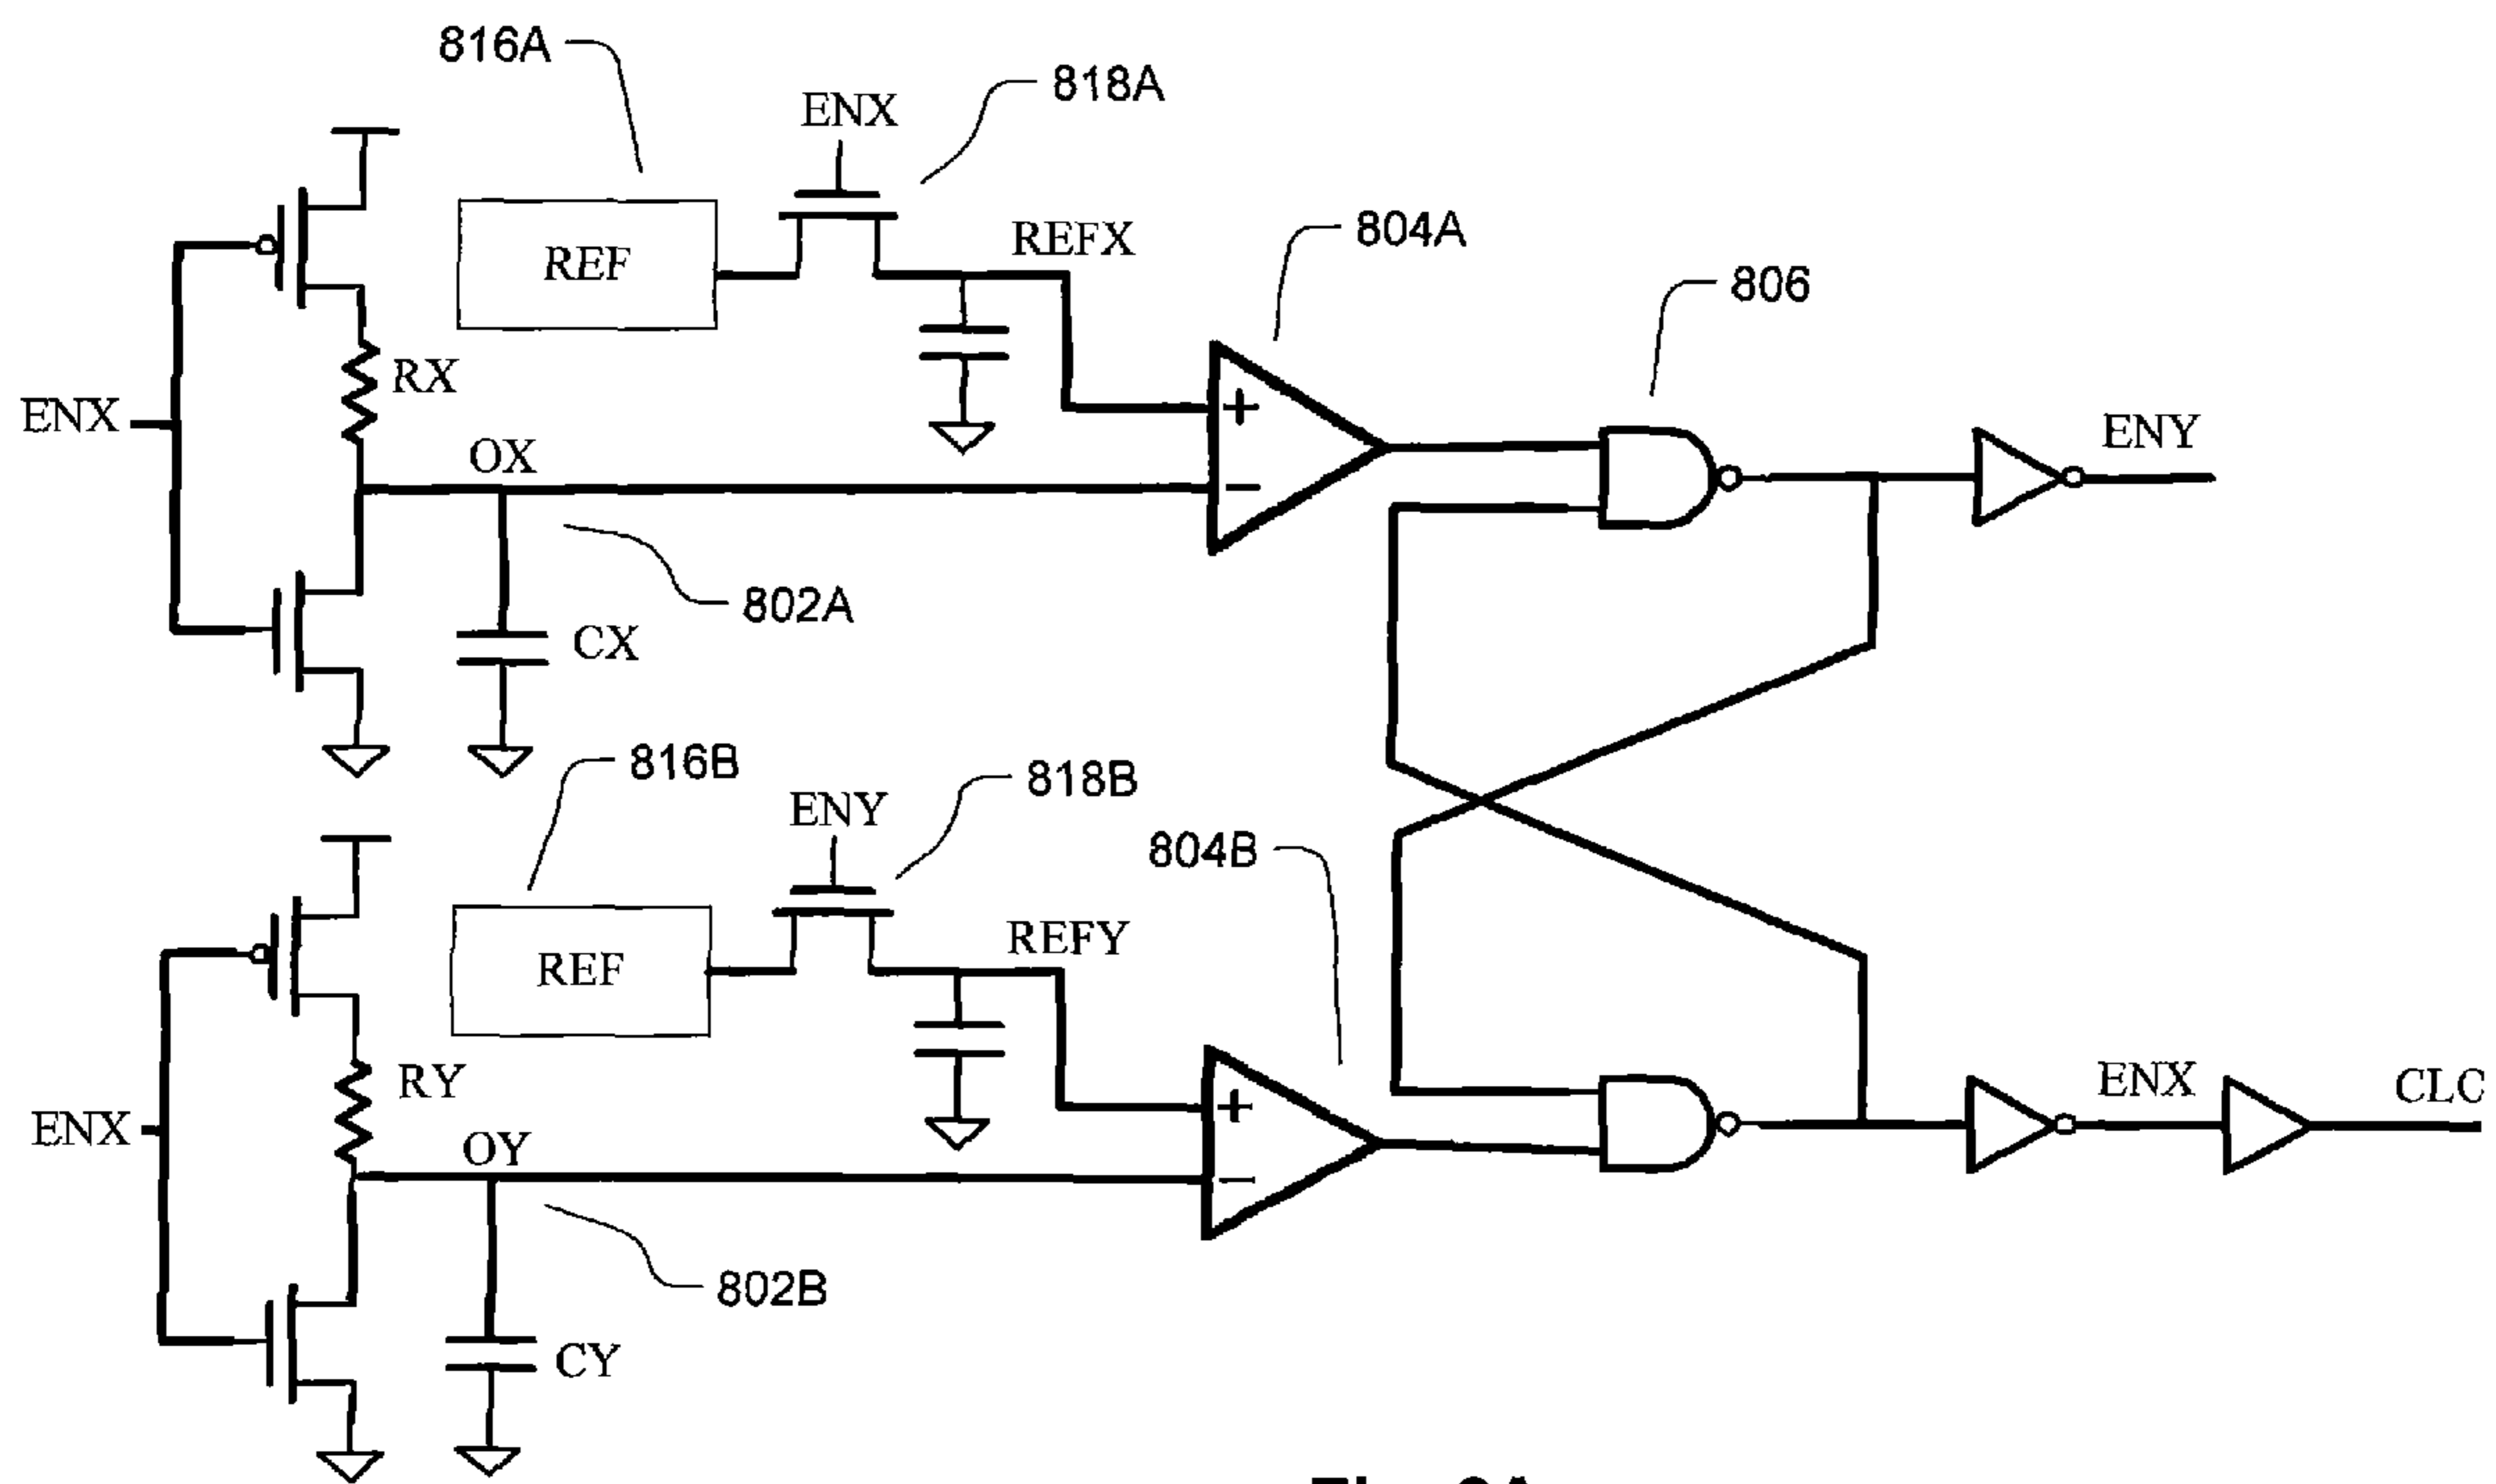 816A
818A
ENX
REF
REFX
804A
806
RX
ENX
ENY
OX
+
−
802A
CX
816B
818B
ENY
804B
REF
REFY
RY
ENX
OY
+
−
ENX
CLC
802B
CY